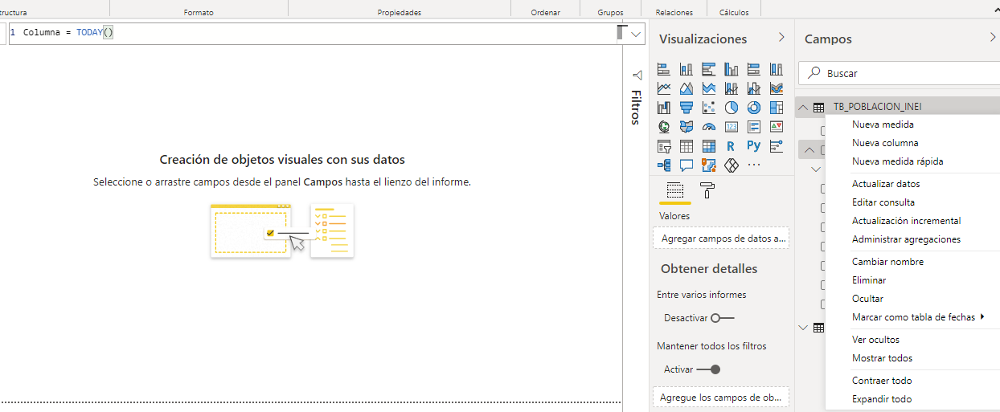 Formato
Propiedades
Ordenar
Grupos
Relaciones
Cálculos
1 Columna = TODAY()
Filtros
Creación de objetos visuales con sus datos
Seleccione o arrastre campos desde el panel Campos hasta el lienzo del informe.
Visualizaciones
123
R
Py
Valores
Agregar campos de datos a...
Obtener detalles
Entre varios informes
Desactivar
Mantener todos los filtros
Activar
Agregue los campos de ob...
Campos
Buscar
TB_POBLACION_INEI
Nueva medida
Nueva columna
Nueva medida rápida
Actualizar datos
Editar consulta
Actualización incremental
Administrar agregaciones
Cambiar nombre
Eliminar
Ocultar
Marcar como tabla de fechas
Ver ocultos
Mostrar todos
Contraer todo
Expandir todo